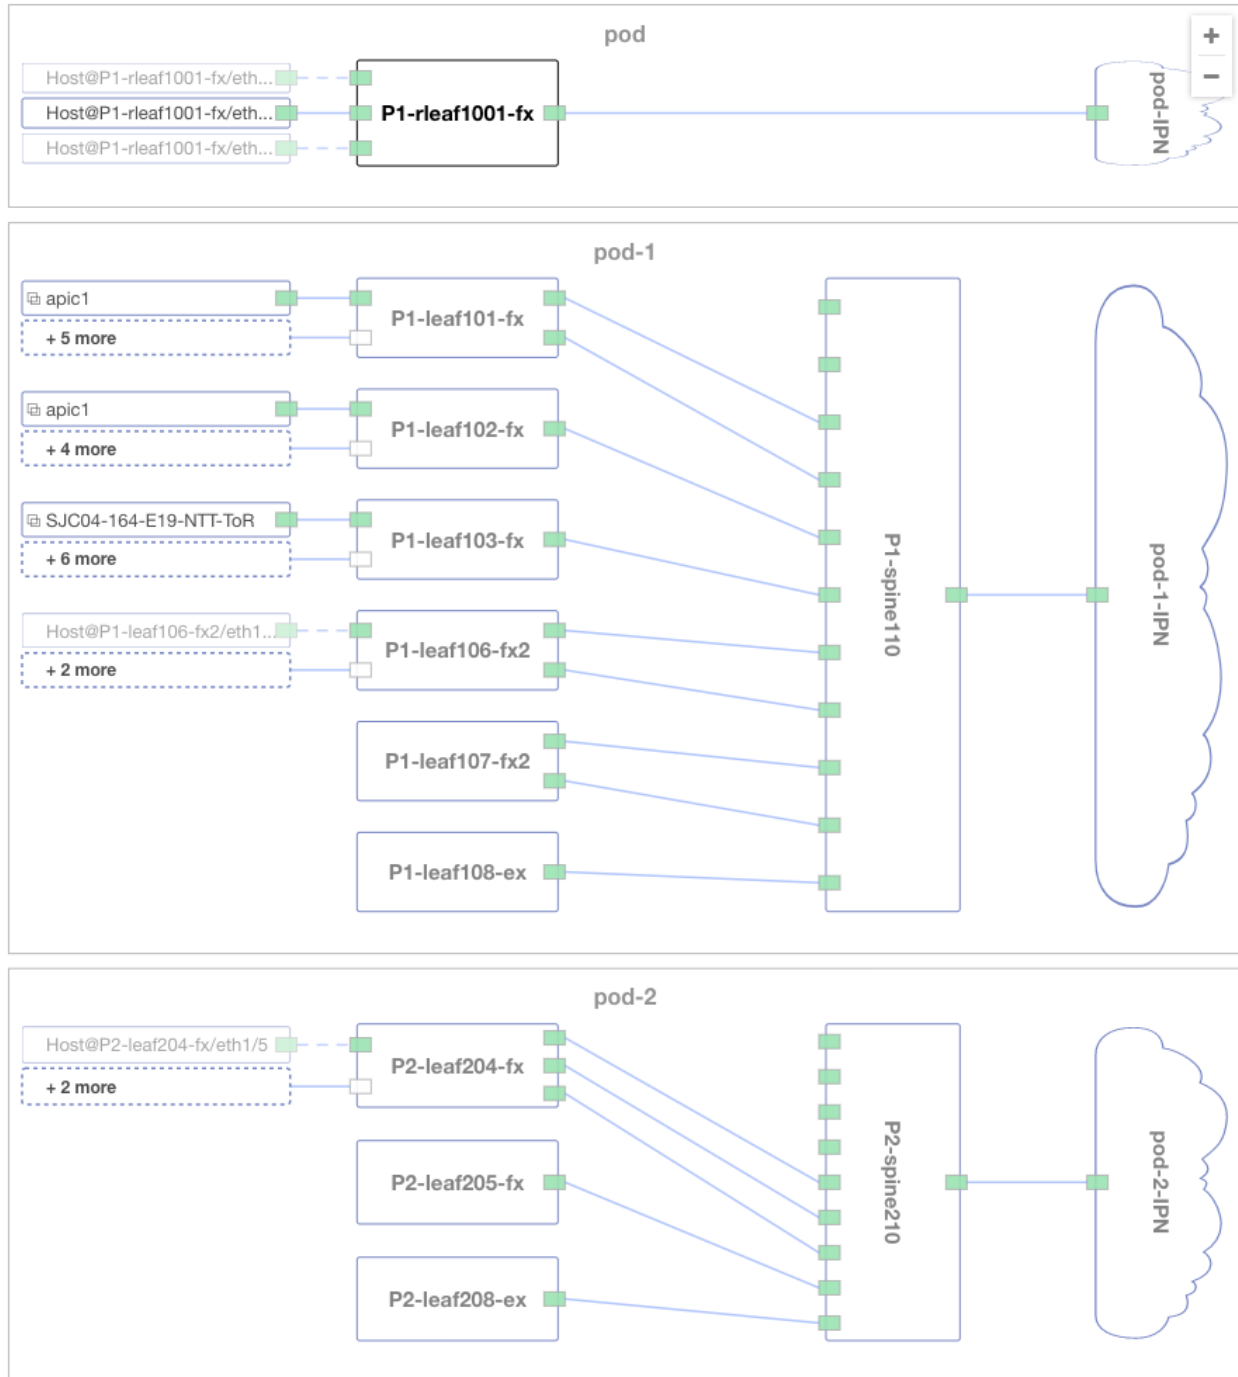 pod
+
−
Host@P1-rleaf1001-fx/eth...
Host@P1-rleaf1001-fx/eth...
Host@P1-rleaf1001-fx/eth...
P1-rleaf1001-fx
pod-IPN
pod-1
apic1
+ 5 more
P1-leaf101-fx
apic1
+ 4 more
P1-leaf102-fx
SJC04-164-E19-NTT-ToR
+ 6 more
P1-leaf103-fx
Host@P1-leaf106-fx2/eth1...
+ 2 more
P1-leaf106-fx2
P1-leaf107-fx2
P1-leaf108-ex
P1-spine110
pod-1-IPN
pod-2
Host@P2-leaf204-fx/eth1/5
+ 2 more
P2-leaf204-fx
P2-leaf205-fx
P2-leaf208-ex
P2-spine210
pod-2-IPN